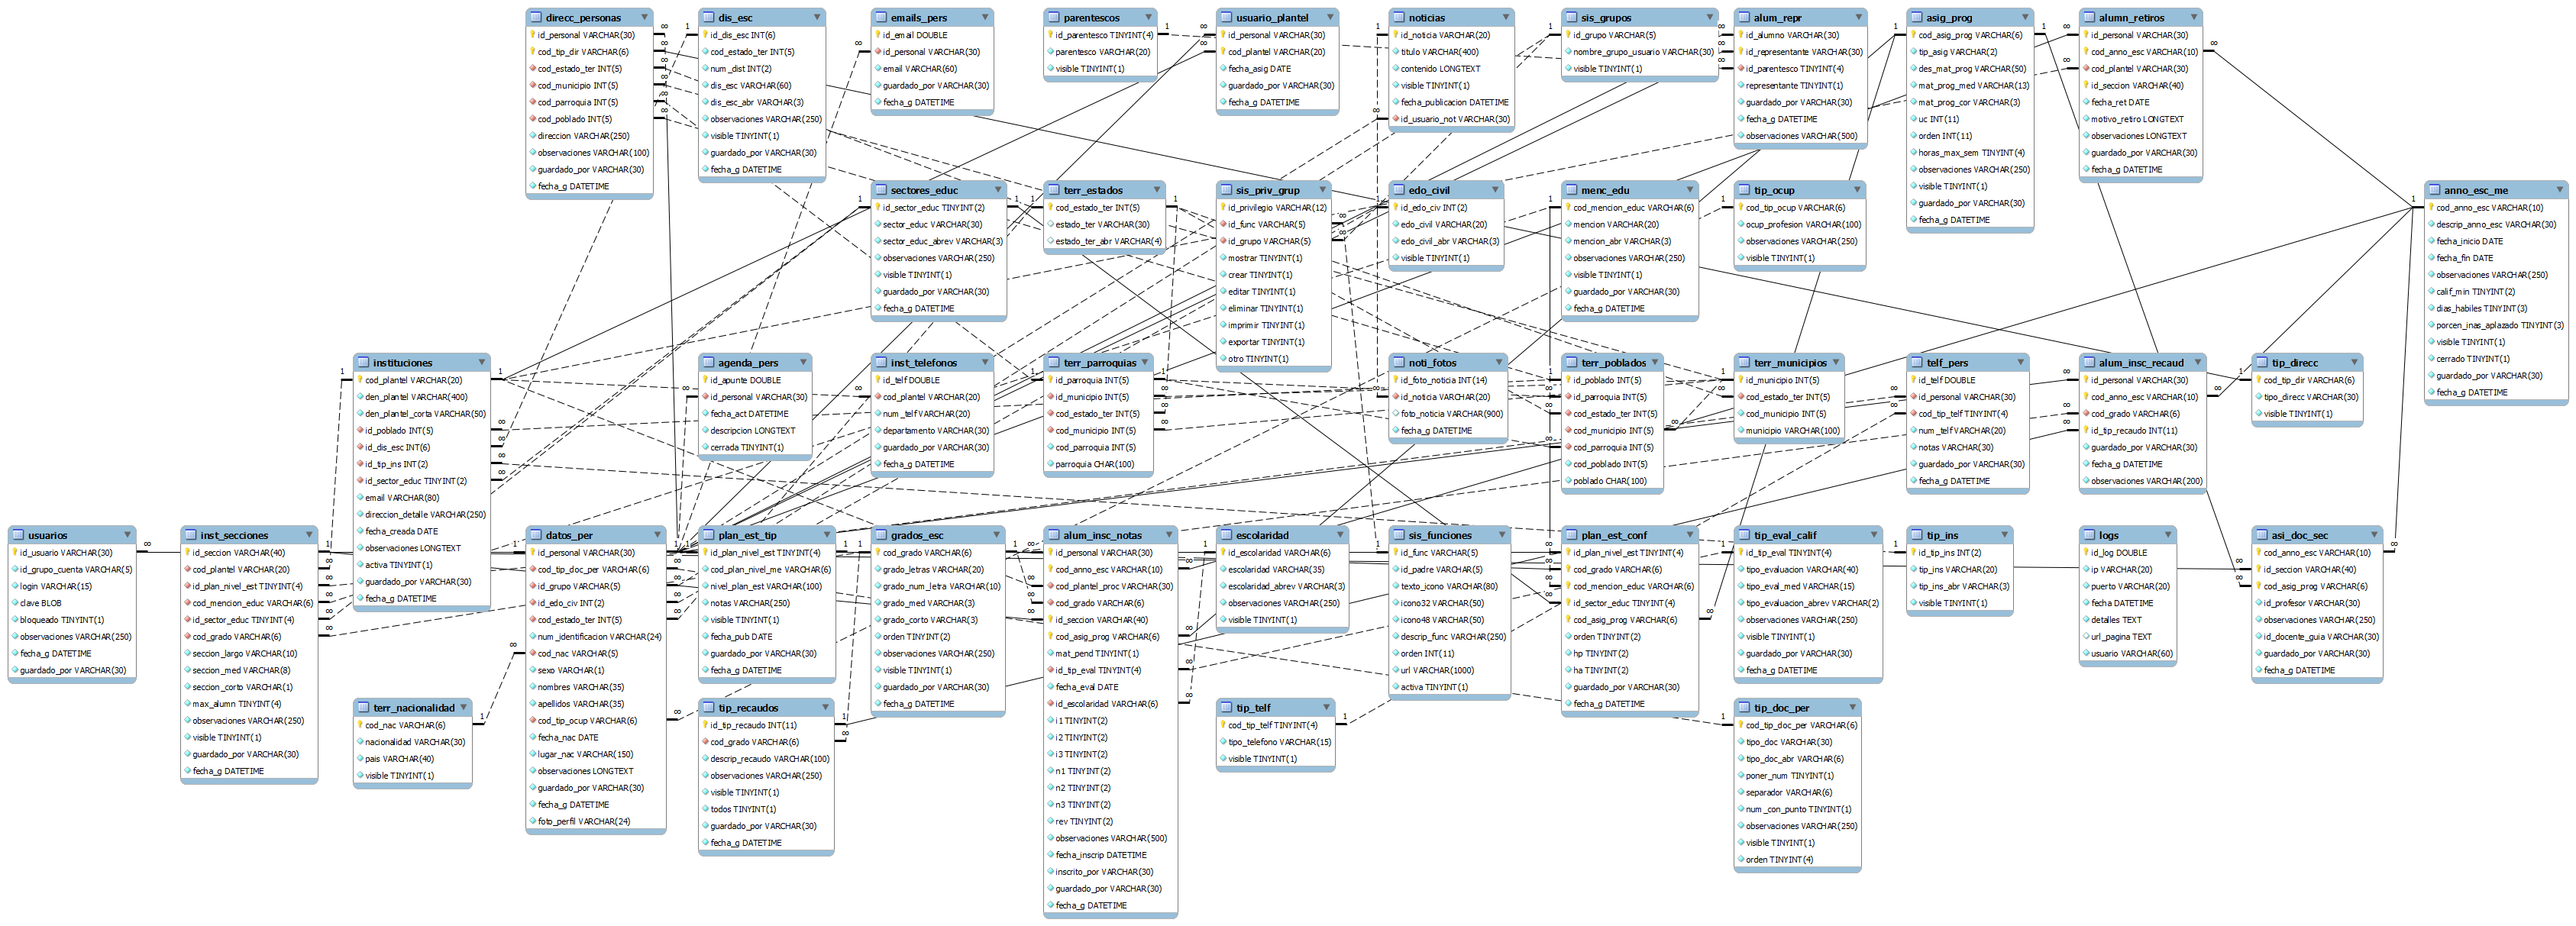 direcc_personas
id_personal VARCHAR(30)
cod_tip_dir VARCHAR(6)
cod_estado_ter INT(5)
cod_municipio INT(5)
cod_parroquia INT(5)
cod_poblado INT(5)
direccion VARCHAR(250)
observaciones VARCHAR(100)
guardado_por VARCHAR(30)
fecha_g DATETIME
dis_esc
id_dis_esc INT(6)
cod_estado_ter INT(5)
num_dist INT(2)
dis_esc VARCHAR(60)
dis_esc_abr VARCHAR(3)
observaciones VARCHAR(250)
visible TINYINT(1)
guardado_por VARCHAR(30)
fecha_g DATETIME
emails_pers
id_email DOUBLE
id_personal VARCHAR(30)
email VARCHAR(60)
guardado_por VARCHAR(30)
fecha_g DATETIME
parentescos
id_parentesco TINYINT(4)
parentesco VARCHAR(20)
visible TINYINT(1)
usuario_plantel
id_personal VARCHAR(30)
cod_plantel VARCHAR(20)
fecha_asig DATE
guardado_por VARCHAR(30)
fecha_g DATETIME
noticias
id_noticia VARCHAR(20)
titulo VARCHAR(400)
contenido LONGTEXT
visible TINYINT(1)
fecha_publicacion DATETIME
id_usuario_not VARCHAR(30)
sis_grupos
id_grupo VARCHAR(5)
nombre_grupo_usuario VARCHAR(30)
visible TINYINT(1)
alum_repr
id_alumno VARCHAR(30)
id_representante VARCHAR(30)
id_parentesco TINYINT(4)
representante TINYINT(1)
guardado_por VARCHAR(30)
fecha_g DATETIME
observaciones VARCHAR(500)
asig_prog
cod_asig_prog VARCHAR(6)
tip_asig VARCHAR(2)
des_mat_prog VARCHAR(50)
mat_prog_med VARCHAR(13)
mat_prog_cor VARCHAR(3)
uc INT(11)
orden INT(11)
horas_max_sem TINYINT(4)
observaciones VARCHAR(250)
visible TINYINT(1)
guardado_por VARCHAR(30)
fecha_g DATETIME
alumn_retiros
id_personal VARCHAR(30)
cod_anno_esc VARCHAR(10)
cod_plantel VARCHAR(30)
id_seccion VARCHAR(40)
fecha_ret DATE
motivo_retiro LONGTEXT
observaciones LONGTEXT
guardado_por VARCHAR(30)
fecha_g DATETIME
sectores_educ
id_sector_educ TINYINT(2)
sector_educ VARCHAR(30)
sector_educ_abrev VARCHAR(3)
observaciones VARCHAR(250)
visible TINYINT(1)
guardado_por VARCHAR(30)
fecha_g DATETIME
terr_estados
cod_estado_ter INT(5)
estado_ter VARCHAR(30)
estado_ter_abr VARCHAR(4)
sis_priv_grup
id_privilegio VARCHAR(12)
id_func VARCHAR(5)
id_grupo VARCHAR(5)
mostrar TINYINT(1)
crear TINYINT(1)
editar TINYINT(1)
eliminar TINYINT(1)
imprimir TINYINT(1)
exportar TINYINT(1)
otro TINYINT(1)
edo_civil
id_edo_civ INT(2)
edo_civil VARCHAR(20)
edo_civil_abr VARCHAR(3)
visible TINYINT(1)
menc_edu
cod_mencion_educ VARCHAR(6)
mencion VARCHAR(20)
mencion_abr VARCHAR(3)
observaciones VARCHAR(250)
visible TINYINT(1)
guardado_por VARCHAR(30)
fecha_g DATETIME
tip_ocup
cod_tip_ocup VARCHAR(6)
ocup_profesion VARCHAR(100)
observaciones VARCHAR(250)
visible TINYINT(1)
anno_esc_me
cod_anno_esc VARCHAR(10)
descrip_anno_esc VARCHAR(30)
fecha_inicio DATE
fecha_fin DATE
observaciones VARCHAR(250)
calif_min TINYINT(2)
dias_habiles TINYINT(3)
porcen_inas_aplazado TINYINT(3)
visible TINYINT(1)
cerrado TINYINT(1)
guardado_por VARCHAR(30)
fecha_g DATETIME
instituciones
cod_plantel VARCHAR(20)
den_plantel VARCHAR(400)
den_plantel_corta VARCHAR(50)
id_poblado INT(5)
id_dis_esc INT(6)
id_tip_ins INT(2)
id_sector_educ TINYINT(2)
email VARCHAR(80)
direccion_detalle VARCHAR(250)
fecha_creada DATE
observaciones LONGTEXT
activa TINYINT(1)
guardado_por VARCHAR(30)
fecha_g DATETIME
agenda_pers
id_apunte DOUBLE
id_personal VARCHAR(30)
fecha_act DATETIME
descripcion LONGTEXT
cerrada TINYINT(1)
inst_telefonos
id_telf DOUBLE
cod_plantel VARCHAR(20)
num_telf VARCHAR(20)
departamento VARCHAR(30)
guardado_por VARCHAR(30)
fecha_g DATETIME
terr_parroquias
id_parroquia INT(5)
id_municipio INT(5)
cod_estado_ter INT(5)
cod_municipio INT(5)
cod_parroquia INT(5)
parroquia CHAR(100)
noti_fotos
id_foto_noticia INT(14)
id_noticia VARCHAR(20)
foto_noticia VARCHAR(900)
fecha_g DATETIME
terr_poblados
id_poblado INT(5)
id_parroquia INT(5)
cod_estado_ter INT(5)
cod_municipio INT(5)
cod_parroquia INT(5)
cod_poblado INT(5)
poblado CHAR(100)
terr_municipios
id_municipio INT(5)
cod_estado_ter INT(5)
cod_municipio INT(5)
municipio VARCHAR(100)
telf_pers
id_telf DOUBLE
id_personal VARCHAR(30)
cod_tip_telf TINYINT(4)
num_telf VARCHAR(20)
notas VARCHAR(30)
guardado_por VARCHAR(30)
fecha_g DATETIME
alum_insc_recaud
id_personal VARCHAR(30)
cod_anno_esc VARCHAR(10)
cod_grado VARCHAR(6)
id_tip_recaudo INT(11)
guardado_por VARCHAR(30)
fecha_g DATETIME
observaciones VARCHAR(200)
tip_direcc
cod_tip_dir VARCHAR(6)
tipo_direcc VARCHAR(30)
visible TINYINT(1)
usuarios
id_usuario VARCHAR(30)
id_grupo_cuenta VARCHAR(5)
login VARCHAR(15)
clave BLOB
bloqueado TINYINT(1)
observaciones VARCHAR(250)
fecha_g DATETIME
guardado_por VARCHAR(30)
inst_secciones
id_seccion VARCHAR(40)
cod_plantel VARCHAR(20)
id_plan_nivel_est TINYINT(4)
cod_mencion_educ VARCHAR(6)
id_sector_educ TINYINT(4)
cod_grado VARCHAR(6)
seccion_largo VARCHAR(10)
seccion_med VARCHAR(8)
seccion_corto VARCHAR(1)
max_alumn TINYINT(4)
observaciones VARCHAR(250)
visible TINYINT(1)
guardado_por VARCHAR(30)
fecha_g DATETIME
datos_per
id_personal VARCHAR(30)
cod_tip_doc_per VARCHAR(6)
id_grupo VARCHAR(5)
id_edo_civ INT(2)
cod_estado_ter INT(5)
num_identificacion VARCHAR(24)
cod_nac VARCHAR(5)
sexo VARCHAR(1)
nombres VARCHAR(35)
apellidos VARCHAR(35)
cod_tip_ocup VARCHAR(6)
fecha_nac DATE
lugar_nac VARCHAR(150)
observaciones LONGTEXT
guardado_por VARCHAR(30)
fecha_g DATETIME
foto_perfil VARCHAR(24)
plan_est_tip
id_plan_nivel_est TINYINT(4)
cod_plan_nivel_me VARCHAR(6)
nivel_plan_est VARCHAR(100)
notas VARCHAR(250)
visible TINYINT(1)
fecha_pub DATE
guardado_por VARCHAR(30)
fecha_g DATETIME
grados_esc
cod_grado VARCHAR(6)
grado_letras VARCHAR(20)
grado_num_letra VARCHAR(10)
grado_med VARCHAR(3)
grado_corto VARCHAR(3)
orden TINYINT(2)
observaciones VARCHAR(250)
visible TINYINT(1)
guardado_por VARCHAR(30)
fecha_g DATETIME
alum_insc_notas
id_personal VARCHAR(30)
cod_anno_esc VARCHAR(10)
cod_plantel_proc VARCHAR(30)
cod_grado VARCHAR(6)
id_seccion VARCHAR(40)
cod_asig_prog VARCHAR(6)
mat_pend TINYINT(1)
id_tip_eval TINYINT(4)
fecha_eval DATE
id_escolaridad VARCHAR(6)
i1 TINYINT(2)
i2 TINYINT(2)
i3 TINYINT(2)
n1 TINYINT(2)
n2 TINYINT(2)
n3 TINYINT(2)
rev TINYINT(2)
observaciones VARCHAR(500)
fecha_inscrip DATETIME
inscrito_por VARCHAR(30)
guardado_por VARCHAR(30)
fecha_g DATETIME
escolaridad
id_escolaridad VARCHAR(6)
escolaridad VARCHAR(35)
escolaridad_abrev VARCHAR(3)
observaciones VARCHAR(250)
visible TINYINT(1)
sis_funciones
id_func VARCHAR(5)
id_padre VARCHAR(5)
texto_icono VARCHAR(80)
icono32 VARCHAR(50)
icono48 VARCHAR(50)
descrip_func VARCHAR(250)
orden INT(11)
url VARCHAR(1000)
activa TINYINT(1)
plan_est_conf
id_plan_nivel_est TINYINT(4)
cod_grado VARCHAR(6)
cod_mencion_educ VARCHAR(6)
id_sector_educ TINYINT(4)
cod_asig_prog VARCHAR(6)
orden TINYINT(2)
hp TINYINT(2)
ha TINYINT(2)
guardado_por VARCHAR(30)
fecha_g DATETIME
tip_eval_calif
id_tip_eval TINYINT(4)
tipo_evaluacion VARCHAR(40)
tipo_eval_med VARCHAR(15)
tipo_evaluacion_abrev VARCHAR(2)
observaciones VARCHAR(250)
visible TINYINT(1)
guardado_por VARCHAR(30)
fecha_g DATETIME
tip_ins
id_tip_ins INT(2)
tip_ins VARCHAR(20)
tip_ins_abr VARCHAR(3)
visible TINYINT(1)
logs
id_log DOUBLE
ip VARCHAR(20)
puerto VARCHAR(20)
fecha DATETIME
detalles TEXT
url_pagina TEXT
usuario VARCHAR(60)
asi_doc_sec
cod_anno_esc VARCHAR(10)
id_seccion VARCHAR(40)
cod_asig_prog VARCHAR(6)
id_profesor VARCHAR(30)
observaciones VARCHAR(250)
id_docente_guia VARCHAR(30)
guardado_por VARCHAR(30)
fecha_g DATETIME
terr_nacionalidad
cod_nac VARCHAR(6)
nacionalidad VARCHAR(30)
pais VARCHAR(40)
visible TINYINT(1)
tip_recaudos
id_tip_recaudo INT(11)
cod_grado VARCHAR(6)
descrip_recaudo VARCHAR(100)
observaciones VARCHAR(250)
visible TINYINT(1)
todos TINYINT(1)
guardado_por VARCHAR(30)
fecha_g DATETIME
tip_telf
cod_tip_telf TINYINT(4)
tipo_telefono VARCHAR(15)
visible TINYINT(1)
tip_doc_per
cod_tip_doc_per VARCHAR(6)
tipo_doc VARCHAR(30)
tipo_doc_abr VARCHAR(6)
poner_num TINYINT(1)
separador VARCHAR(6)
num_con_punto TINYINT(1)
observaciones VARCHAR(250)
visible TINYINT(1)
orden TINYINT(4)